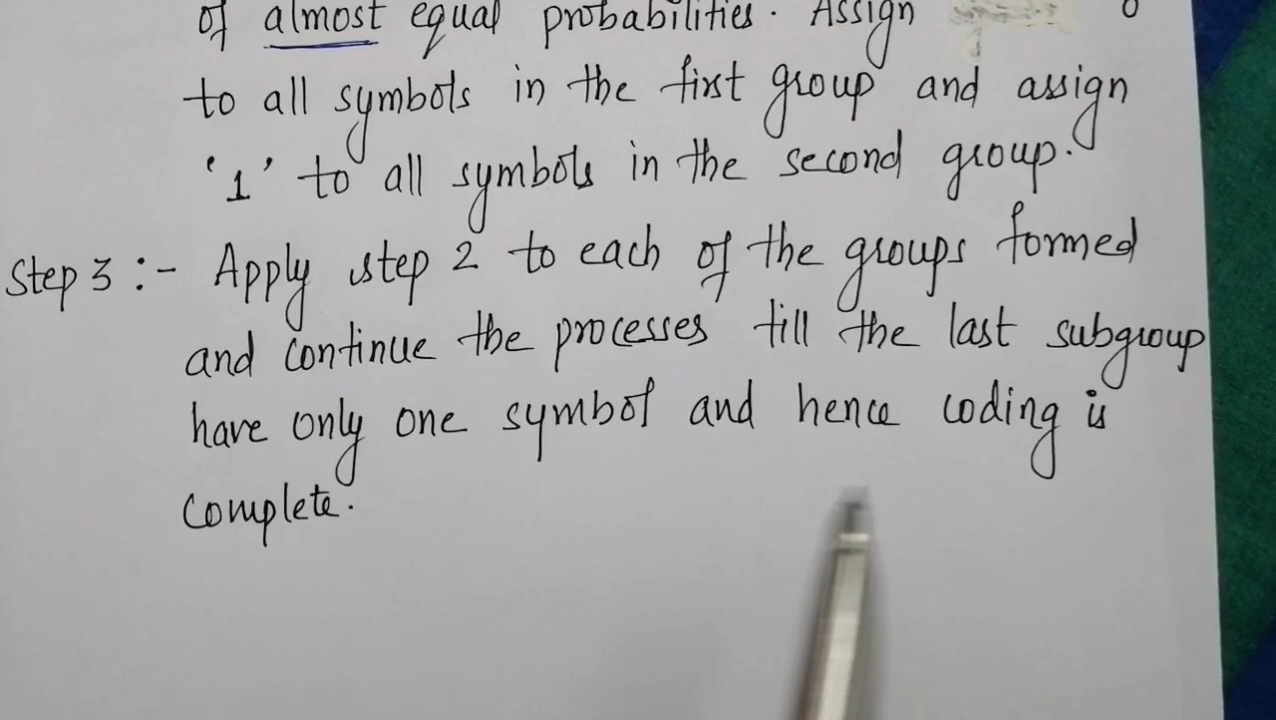 of almost equal probabilities. Assign 0
to all symbols in the first group and assign
'1' to all symbols in the second group.
Step 3 :- Apply step 2 to each of the groups formed
and continue the processes till the last subgroup
have only one symbol and hence coding is
complete.